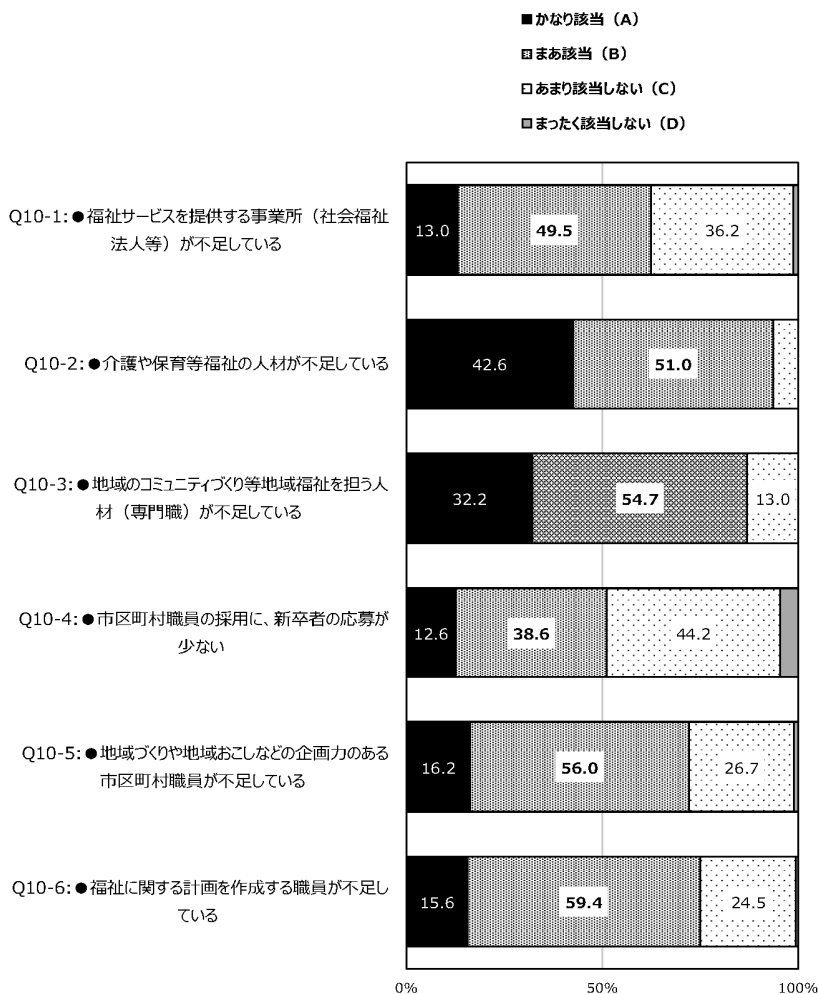 ■かなり該当（A）
まあ該当（B）
あまり該当しない（C）
まったく該当しない（D）
Q10-1:●福祉サービスを提供する事業所（社会福祉
法人等）が不足している
13.0
49.5
36.2
Q10-2:●介護や保育等福祉の人材が不足している
42.6
51.0
Q10-3:●地域のコミュニティづくり等地域福祉を担う人
材（専門職）が不足している
32.2
54.7
13.0
Q10-4:●市区町村職員の採用に、新卒者の応募が
少ない
12.6
38.6
44.2
Q10-5:●地域づくりや地域おこしなどの企画力のある
市区町村職員が不足している
16.2
56.0
26.7
Q10-6:●福祉に関する計画を作成する職員が不足し
ている
15.6
59.4
24.5
0%
50%
100%